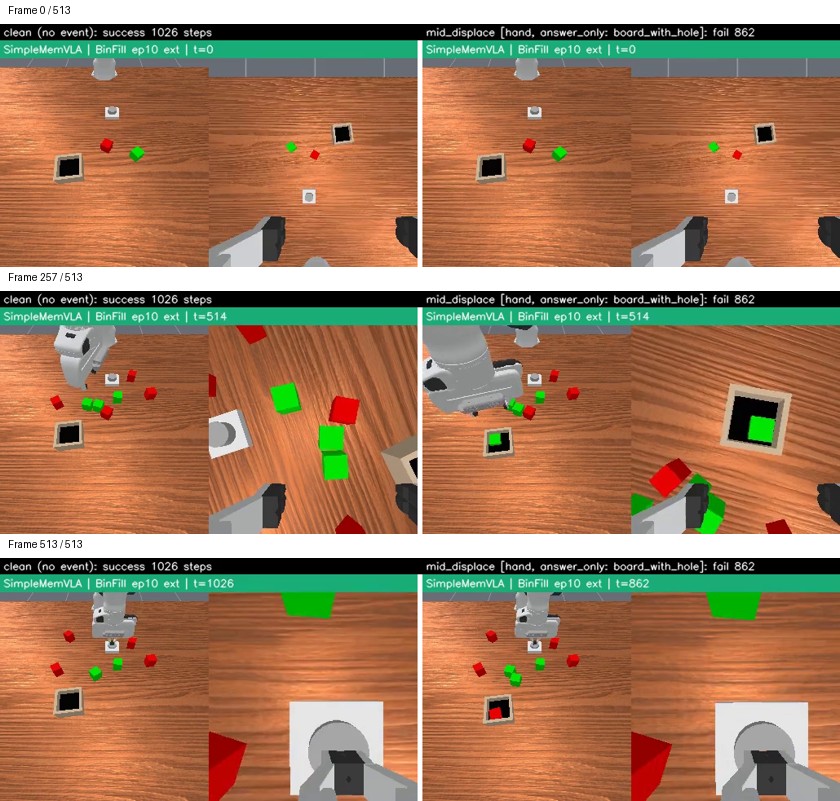 Frame 0 / 513
clean (no event): success 1026 steps
mid_displace [hand, answer_only: board_with_hole]: fail 862
SimpleMemVLA | BinFill ep10 ext | t=0
SimpleMemVLA | BinFill ep10 ext | t=0
Frame 257 / 513
clean (no event): success 1026 steps
mid_displace [hand, answer_only: board_with_hole]: fail 862
SimpleMemVLA | BinFill ep10 ext | t=514
SimpleMemVLA | BinFill ep10 ext | t=514
Frame 513 / 513
clean (no event): success 1026 steps
mid_displace [hand, answer_only: board_with_hole]: fail 862
SimpleMemVLA | BinFill ep10 ext | t=1026
SimpleMemVLA | BinFill ep10 ext | t=862